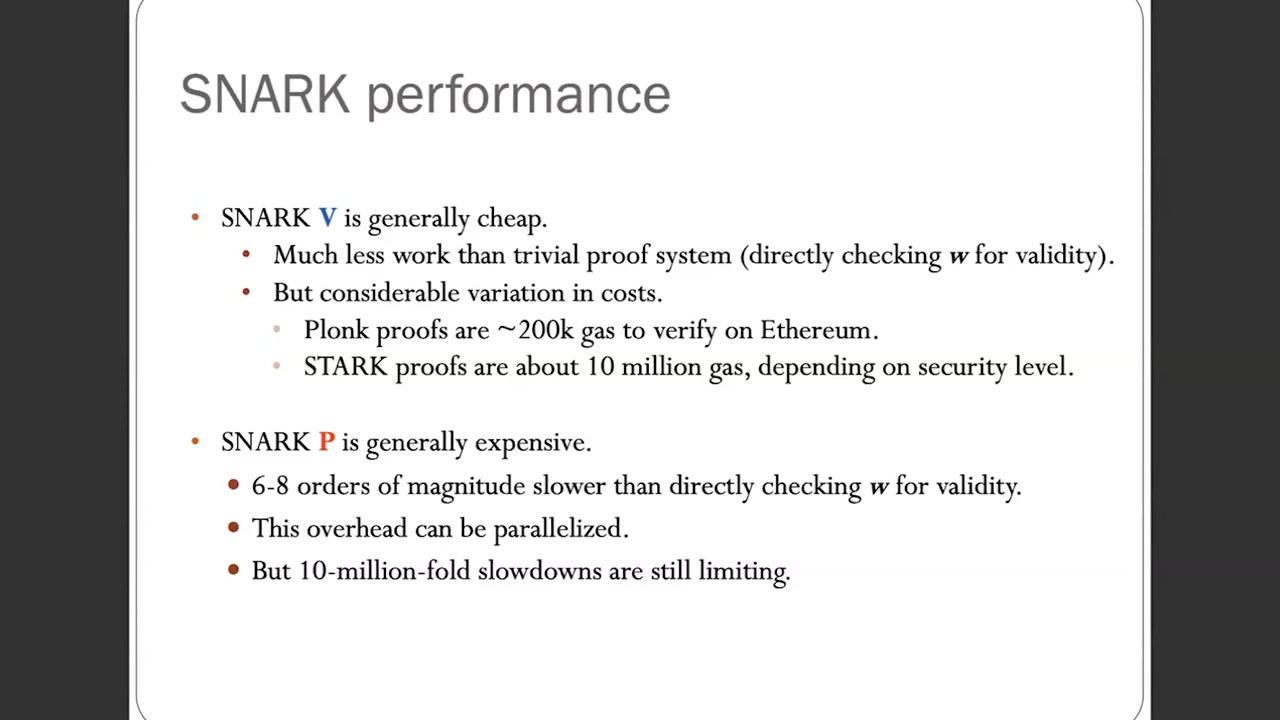 SNARK performance
• SNARK V is generally cheap.
• Much less work than trivial proof system (directly checking w for validity).
• But considerable variation in costs.
• Plonk proofs are ~200k gas to verify on Ethereum.
• STARK proofs are about 10 million gas, depending on security level.
• SNARK P is generally expensive.
• 6-8 orders of magnitude slower than directly checking w for validity.
• This overhead can be parallelized.
• But 10-million-fold slowdowns are still limiting.